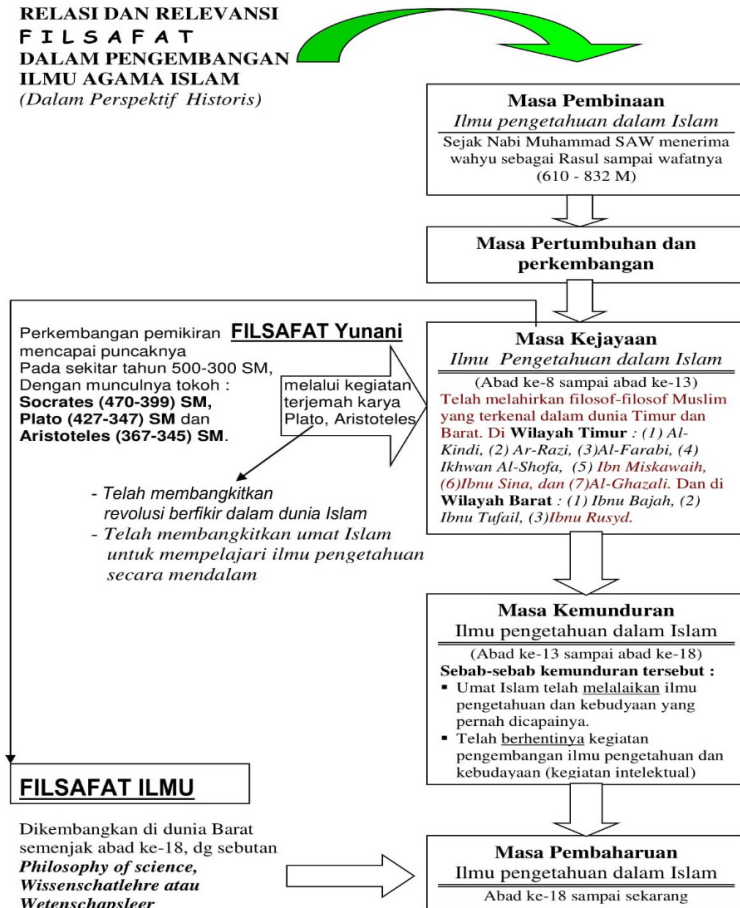 RELASI DAN RELEVANSI
FILSAFAT
DALAM PENGEMBANGAN
ILMU AGAMA ISLAM
(Dalam Perspektif Historis)
Masa Pembinaan
Ilmu pengetahuan dalam Islam
Sejak Nabi Muhammad SAW menerima
wahyu sebagai Rasul sampai wafatnya
(610 - 832 M)
Masa Pertumbuhan dan
perkembangan
Perkembangan pemikiran FILSAFAT Yunani
mencapai puncaknya
Pada sekitar tahun 500-300 SM,
Dengan munculnya tokoh :
Socrates (470-399) SM,
Plato (427-347) SM dan
Aristoteles (367-345) SM.
melalui kegiatan
terjemah karya
Plato, Aristoteles
Masa Kejayaan
Ilmu Pengetahuan dalam Islam
(Abad ke-8 sampai abad ke-13)
Telah melahirkan filosof-filosof Muslim
yang terkenal dalam dunia Timur dan
Barat. Di Wilayah Timur : (1) Al-
Kindi, (2) Ar-Razi, (3)Al-Farabi, (4)
Ikhwan Al-Shofa, (5) Ibn Miskawaih,
(6)Ibnu Sina, dan (7)Al-Ghazali. Dan di
Wilayah Barat : (1) Ibnu Bajah, (2)
Ibnu Tufail, (3)Ibnu Rusyd.
- Telah membangkitkan
revolusi berfikir dalam dunia Islam
- Telah membangkitkan umat Islam
untuk mempelajari ilmu pengetahuan
secara mendalam
Masa Kemunduran
Ilmu pengetahuan dalam Islam
(Abad ke-13 sampai abad ke-18)
Sebab-sebab kemunduran tersebut :
▪ Umat Islam telah melalaikan ilmu
pengetahuan dan kebudyaan yang
pernah dicapainya.
▪ Telah berhentinya kegiatan
pengembangan ilmu pengetahuan dan
kebudayaan (kegiatan intelektual)
FILSAFAT ILMU
Dikembangkan di dunia Barat
semenjak abad ke-18, dg sebutan
Philosophy of science,
Wissenschatlehre atau
Wetenschapsleer
Masa Pembaharuan
Ilmu pengetahuan dalam Islam
Abad ke-18 sampai sekarang